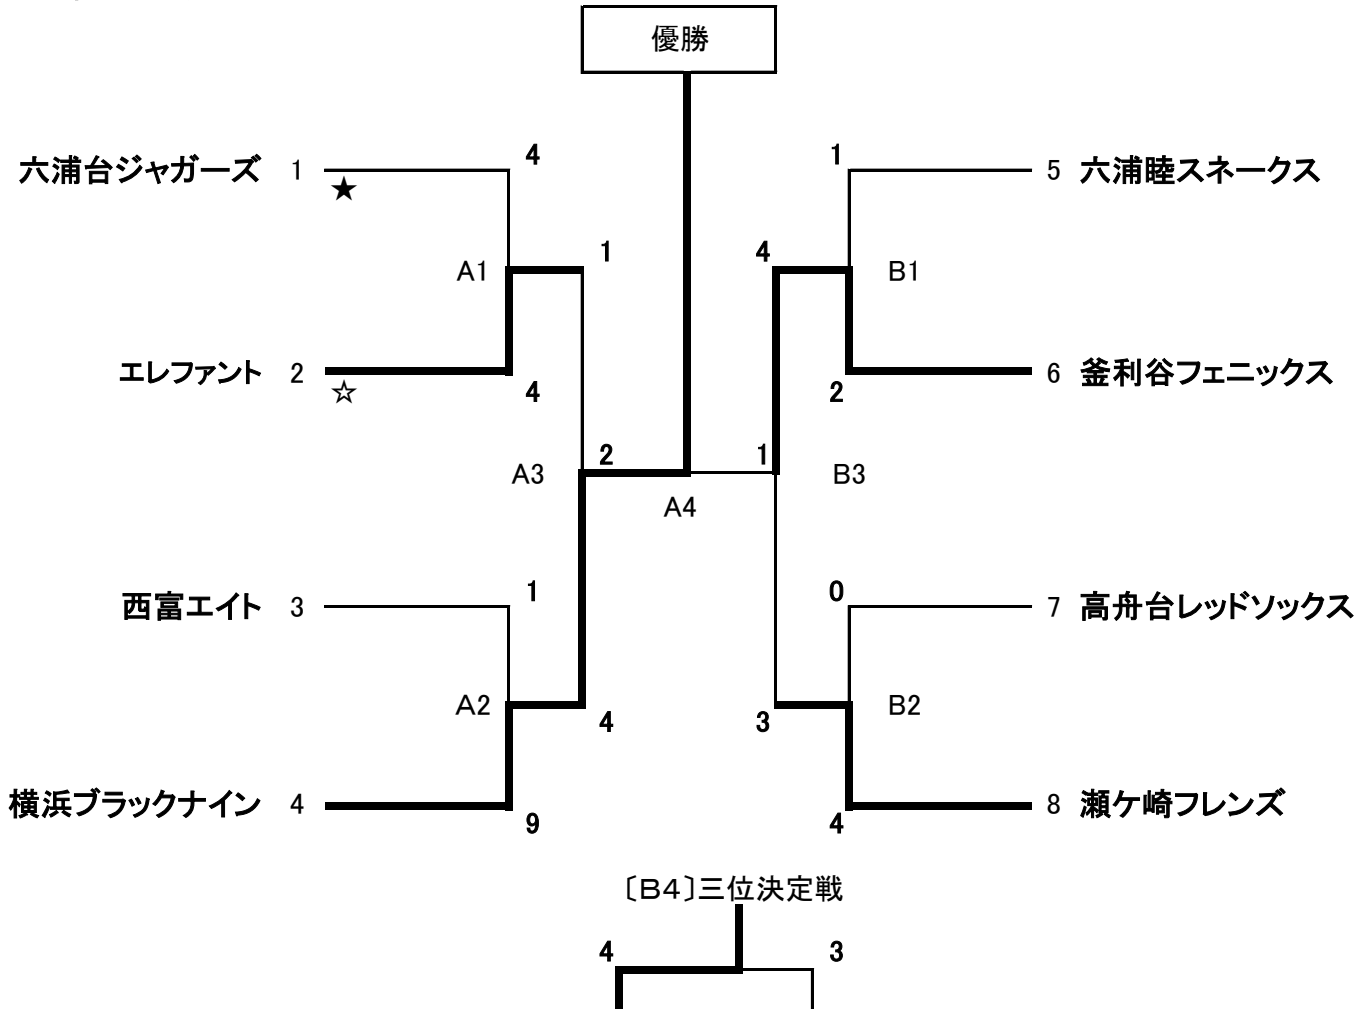 優勝
4
1
六浦台ジャガーズ 1
★
5 六浦睦スネークス
1
4
A1
B1
エレファント 2
☆
6 釜利谷フェニックス
4
2
2
1
A3
B3
A4
1
0
西富エイト 3
7 高舟台レッドソックス
A2
B2
4
3
横浜ブラックナイン 4
8 瀬ケ崎フレンズ
9
4
〔B4〕三位決定戦
4
3